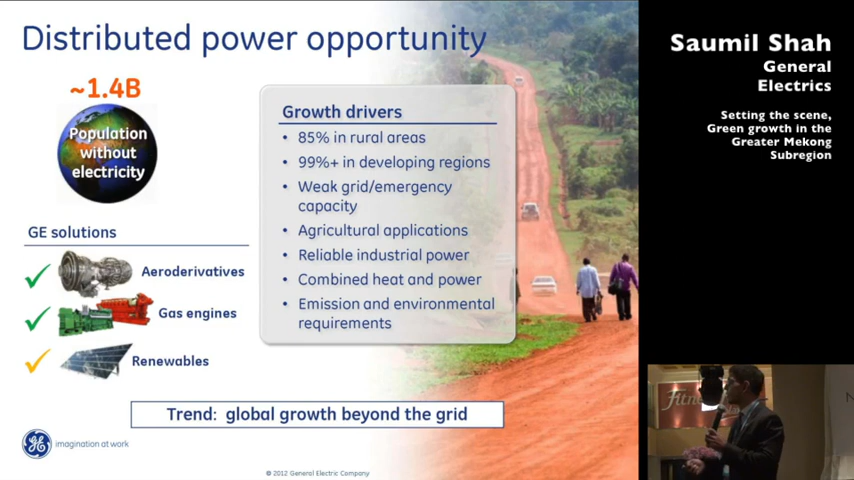 Distributed power opportunity
~1.4B
Population
without
electricity
GE solutions
Aeroderivatives
Gas engines
Renewables
Growth drivers
• 85% in rural areas
• 99%+ in developing regions
• Weak grid/emergency
capacity
• Agricultural applications
• Reliable industrial power
• Combined heat and power
• Emission and environmental
requirements
Trend: global growth beyond the grid
GE
imagination at work
© 2012 General Electric Company
Saumil Shah
General
Electrics
Setting the scene,
Green growth in the
Greater Mekong
Subregion